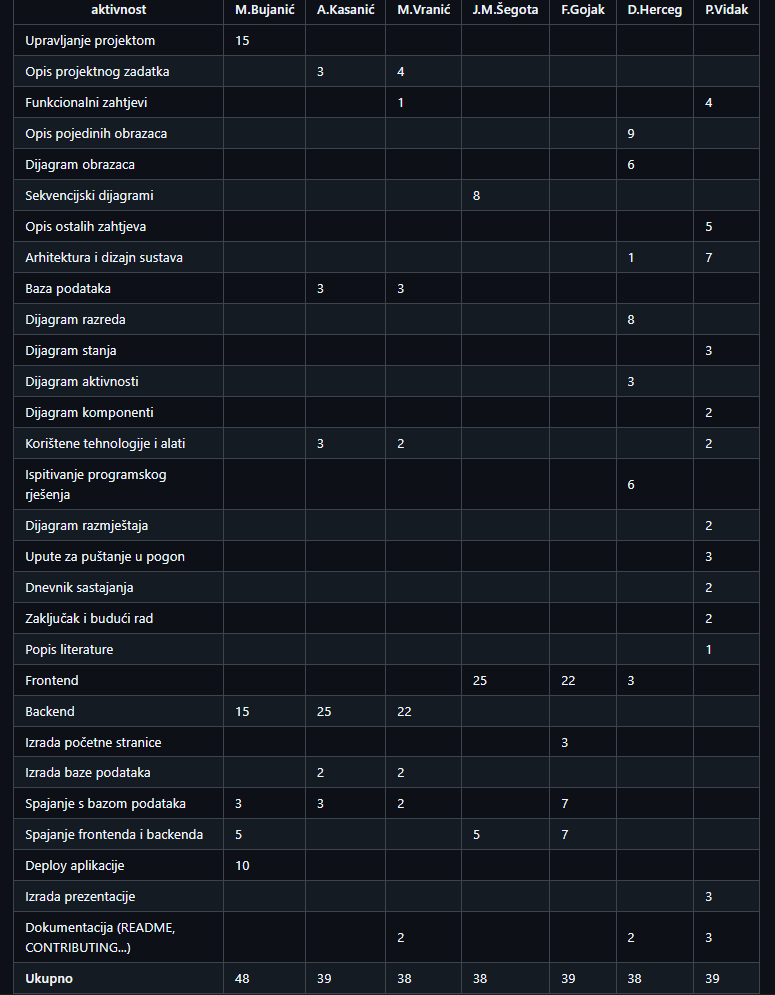 aktivnost M.Bujanić A.Kasanić M.Vranić J.M.Šegota F.Gojak D.Herceg P.Vidak
Upravljanje projektom 15
Opis projektnog zadatka 3 4
Funkcionalni zahtjevi 1 4
Opis pojedinih obrazaca 9
Dijagram obrazaca 6
Sekvencijski dijagrami 8
Opis ostalih zahtjeva 5
Arhitektura i dizajn sustava 1 7
Baza podataka 3 3
Dijagram razreda 8
Dijagram stanja 3
Dijagram aktivnosti 3
Dijagram komponenti 2
Korištene tehnologije i alati 3 2 2
Ispitivanje programskog
rješenja 6
Dijagram razmještaja 2
Upute za puštanje u pogon 3
Dnevnik sastajanja 2
Zaključak i budući rad 2
Popis literature 1
Frontend 25 22 3
Backend 15 25 22
Izrada početne stranice 3
Izrada baze podataka 2 2
Spajanje s bazom podataka 3 3 2 7
Spajanje frontenda i backenda 5 5 7
Deploy aplikacije 10
Izrada prezentacije 3
Dokumentacija (README,
CONTRIBUTING...) 2 2 3
Ukupno 48 39 38 38 39 38 39